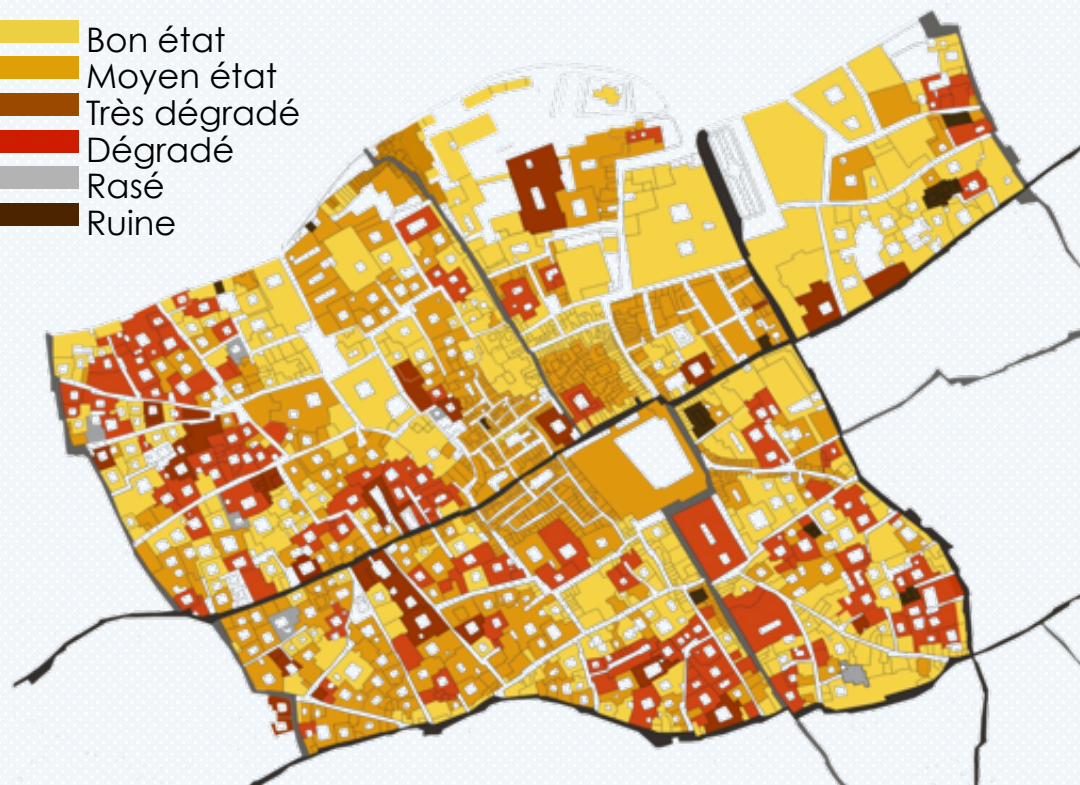 Bon état
Moyen état
Très dégradé
Dégradé
Rasé
Ruine